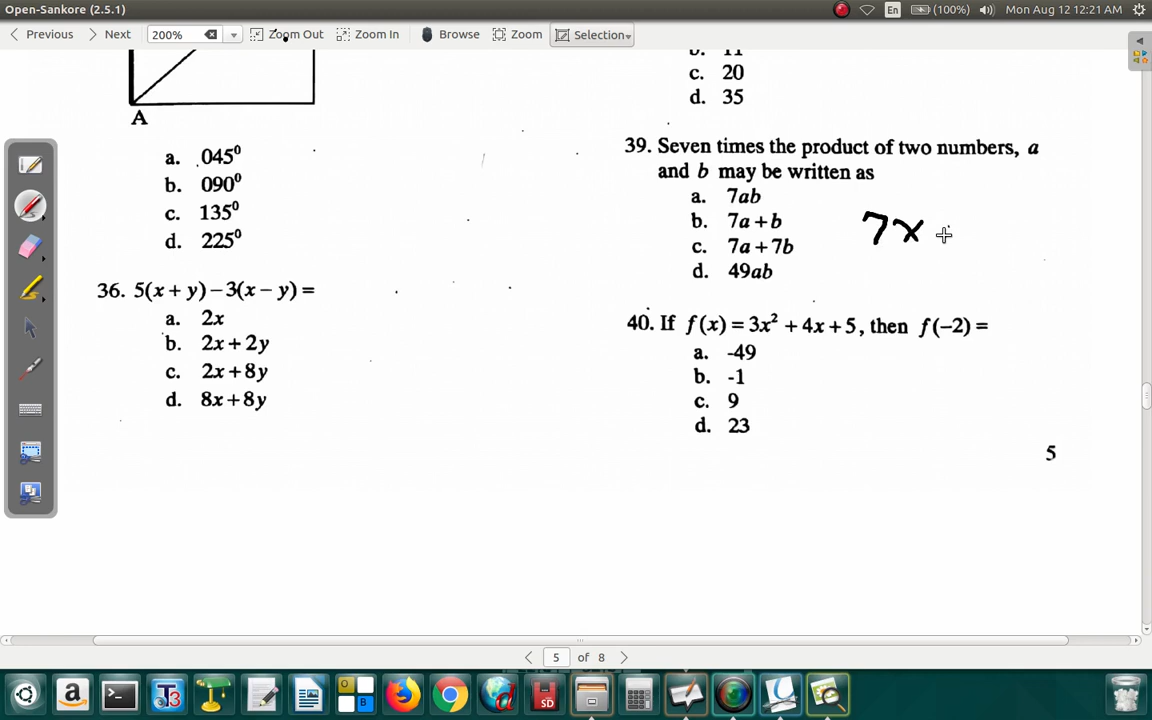 Open-Sankore (2.5.1)
En (100%) Mon Aug 12 12:21 AM
Previous Next 200% Zoom Out Zoom In Browse Zoom Selection
A
a. 045⁰
b. 090⁰
c. 135⁰
d. 225⁰
36. 5(x + y) – 3(x – y) =
a. 2x
b. 2x + 2y
c. 2x + 8y
d. 8x + 8y
b. 11
c. 20
d. 35
39. Seven times the product of two numbers, a
and b may be written as
a. 7ab
b. 7a + b
c. 7a + 7b
d. 49ab
7x
40. If f(x) = 3x² + 4x + 5, then f(–2) =
a. -49
b. -1
c. 9
d. 23
5
5 of 8